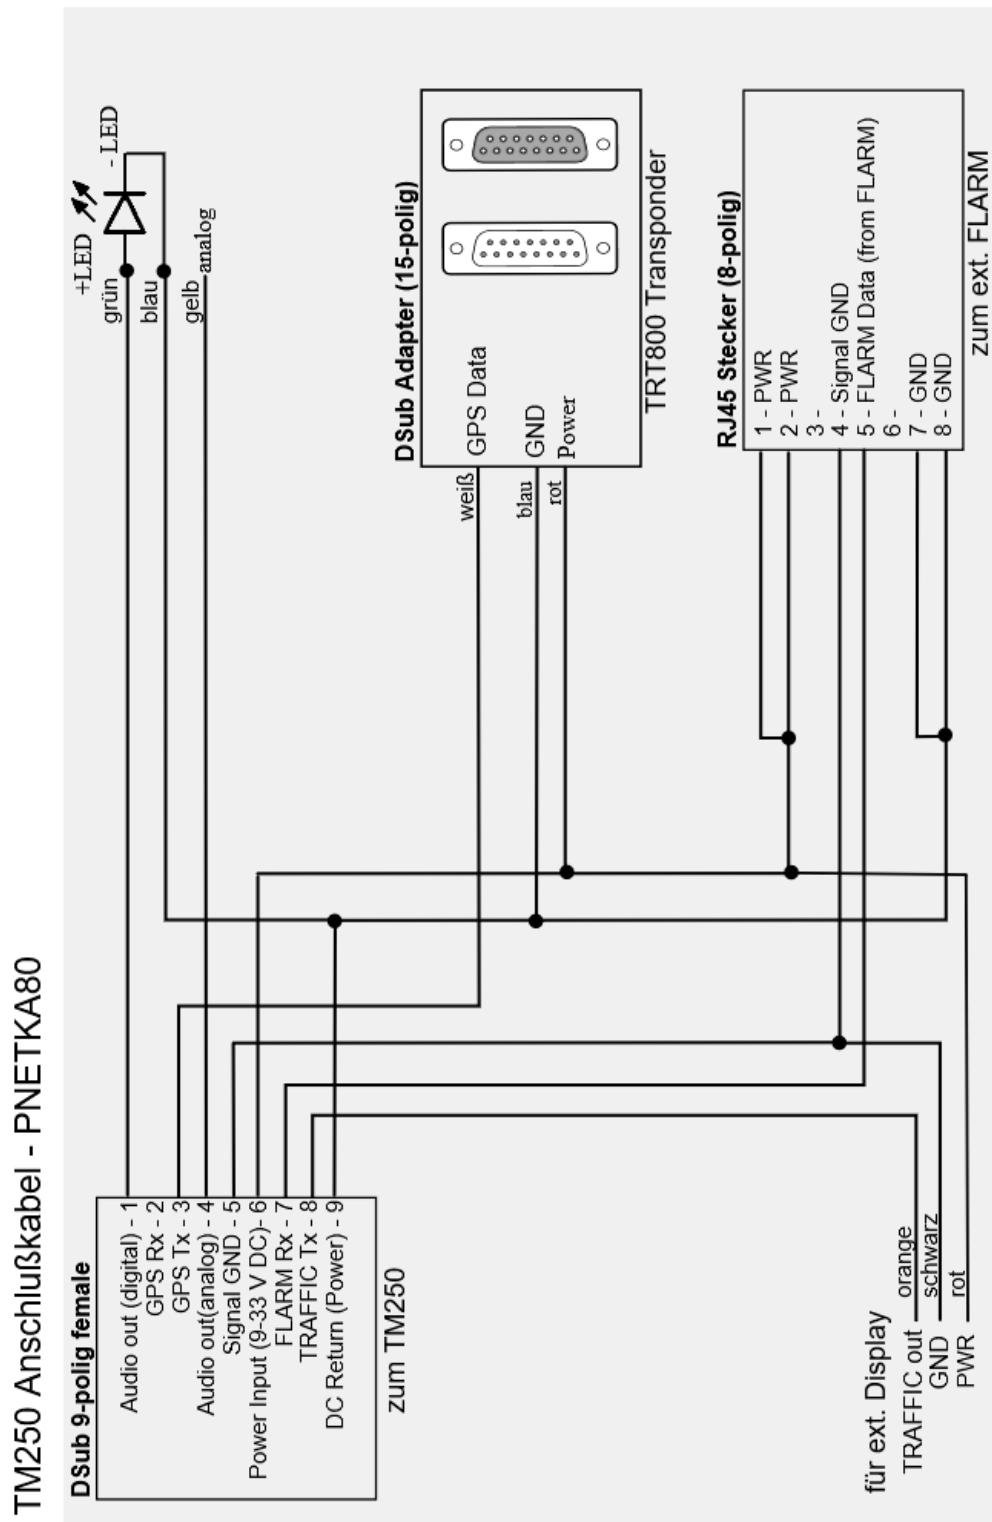 TM250 Anschlußkabel - PNETKA80
DSub 9-polig female
Audio out (digital) - 1
GPS Rx - 2
GPS Tx - 3
Audio out(analog) - 4
Signal GND - 5
Power Input (9-33 V DC)- 6
FLARM Rx - 7
TRAFFIC Tx - 8
DC Return (Power) - 9
zum TM250
+LED
- LED
grün
blau
gelb
analog
DSub Adapter (15-polig)
weiß
GPS Data
blau
GND
rot
Power
TRT800 Transponder
RJ45 Stecker (8-polig)
1 - PWR
2 - PWR
3 -
4 - Signal GND
5 - FLARM Data (from FLARM)
6 -
7 - GND
8 - GND
zum ext. FLARM
für ext. Display
TRAFFIC out
orange
GND
schwarz
PWR
rot